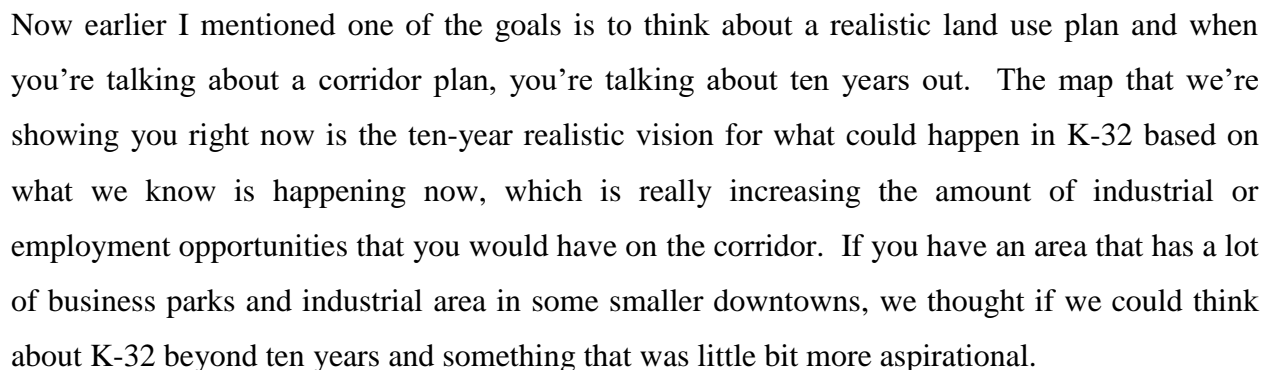 Now earlier I mentioned one of the goals is to think about a realistic land use plan and when
you’re talking about a corridor plan, you’re talking about ten years out. The map that we’re
showing you right now is the ten-year realistic vision for what could happen in K-32 based on
what we know is happening now, which is really increasing the amount of industrial or
employment opportunities that you would have on the corridor. If you have an area that has a lot
of business parks and industrial area in some smaller downtowns, we thought if we could think
about K-32 beyond ten years and something that was little bit more aspirational.